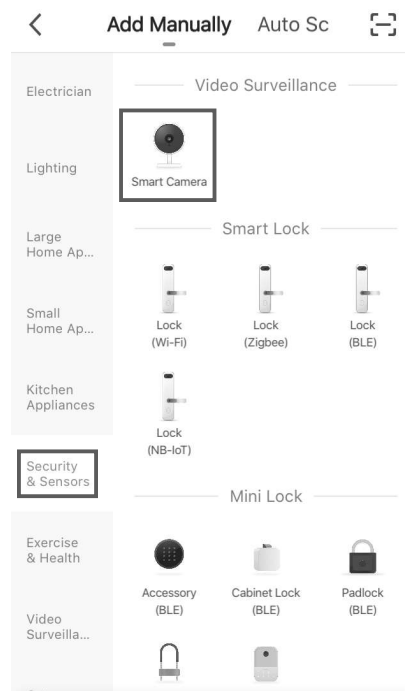 Add Manually
Auto Sc
Electrician
Lighting
Large
Home Ap...
Small
Home Ap...
Kitchen
Appliances
Security
& Sensors
Exercise
& Health
Video
Surveilla...
Video Surveillance
Smart Camera
Smart Lock
Lock
(Wi-Fi)
Lock
(Zigbee)
Lock
(BLE)
Lock
(NB-IoT)
Mini Lock
Accessory
(BLE)
Cabinet Lock
(BLE)
Padlock
(BLE)